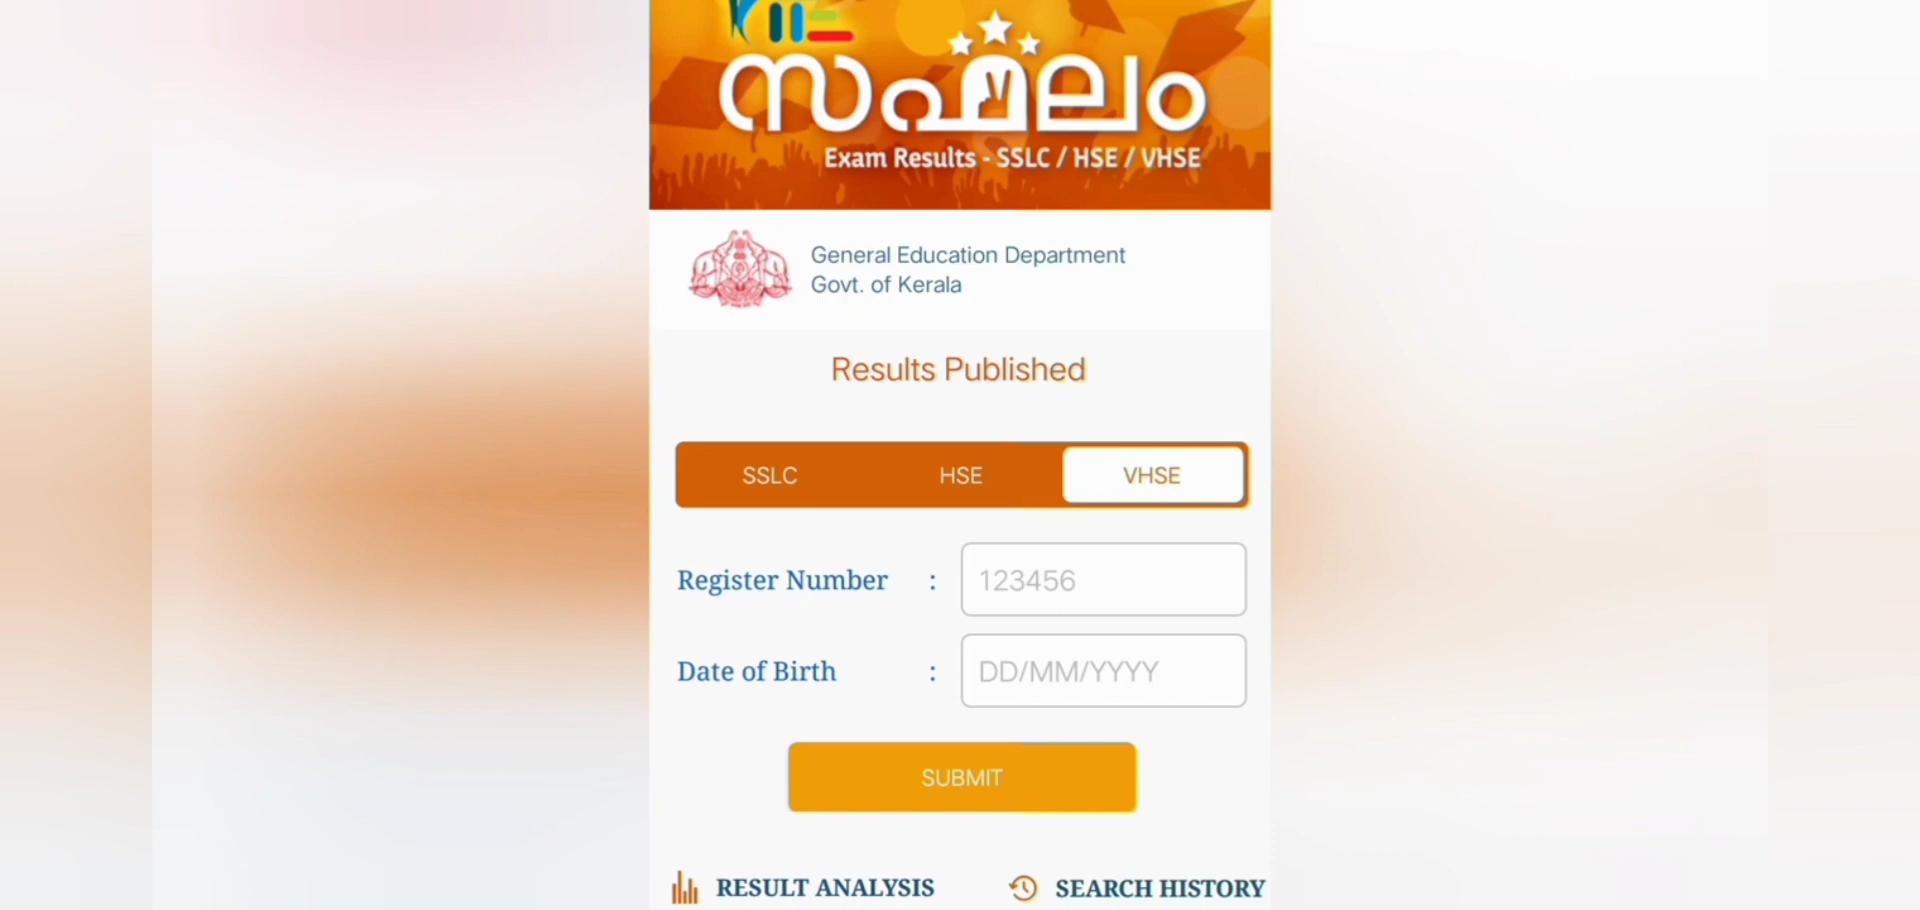 സഫലം
Exam Results - SSLC / HSE / VHSE
General Education Department
Govt. of Kerala
Results Published
SSLC HSE VHSE
Register Number : 123456
Date of Birth : DD/MM/YYYY
SUBMIT
RESULT ANALYSIS SEARCH HISTORY